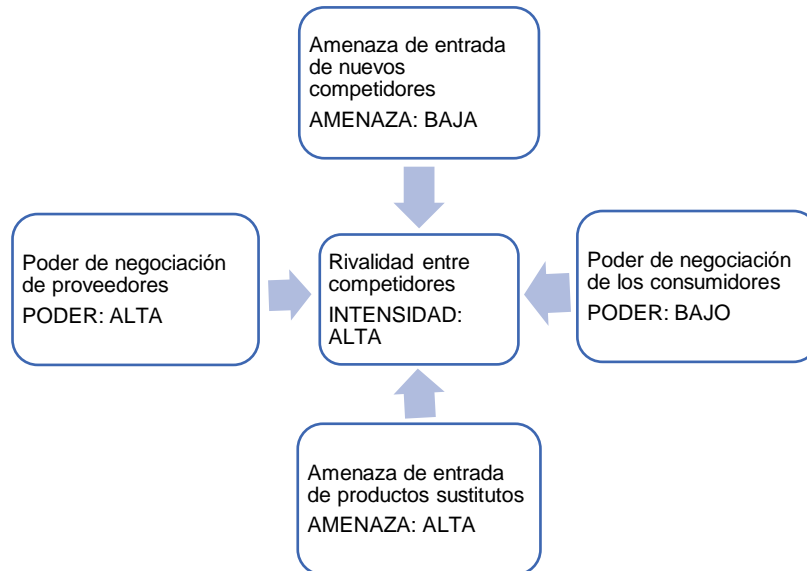 Amenaza de entrada
de nuevos
competidores
AMENAZA: BAJA
Poder de negociación
de proveedores
PODER: ALTA
Rivalidad entre
competidores
INTENSIDAD:
ALTA
Poder de negociación
de los consumidores
PODER: BAJO
Amenaza de entrada
de productos sustitutos
AMENAZA: ALTA